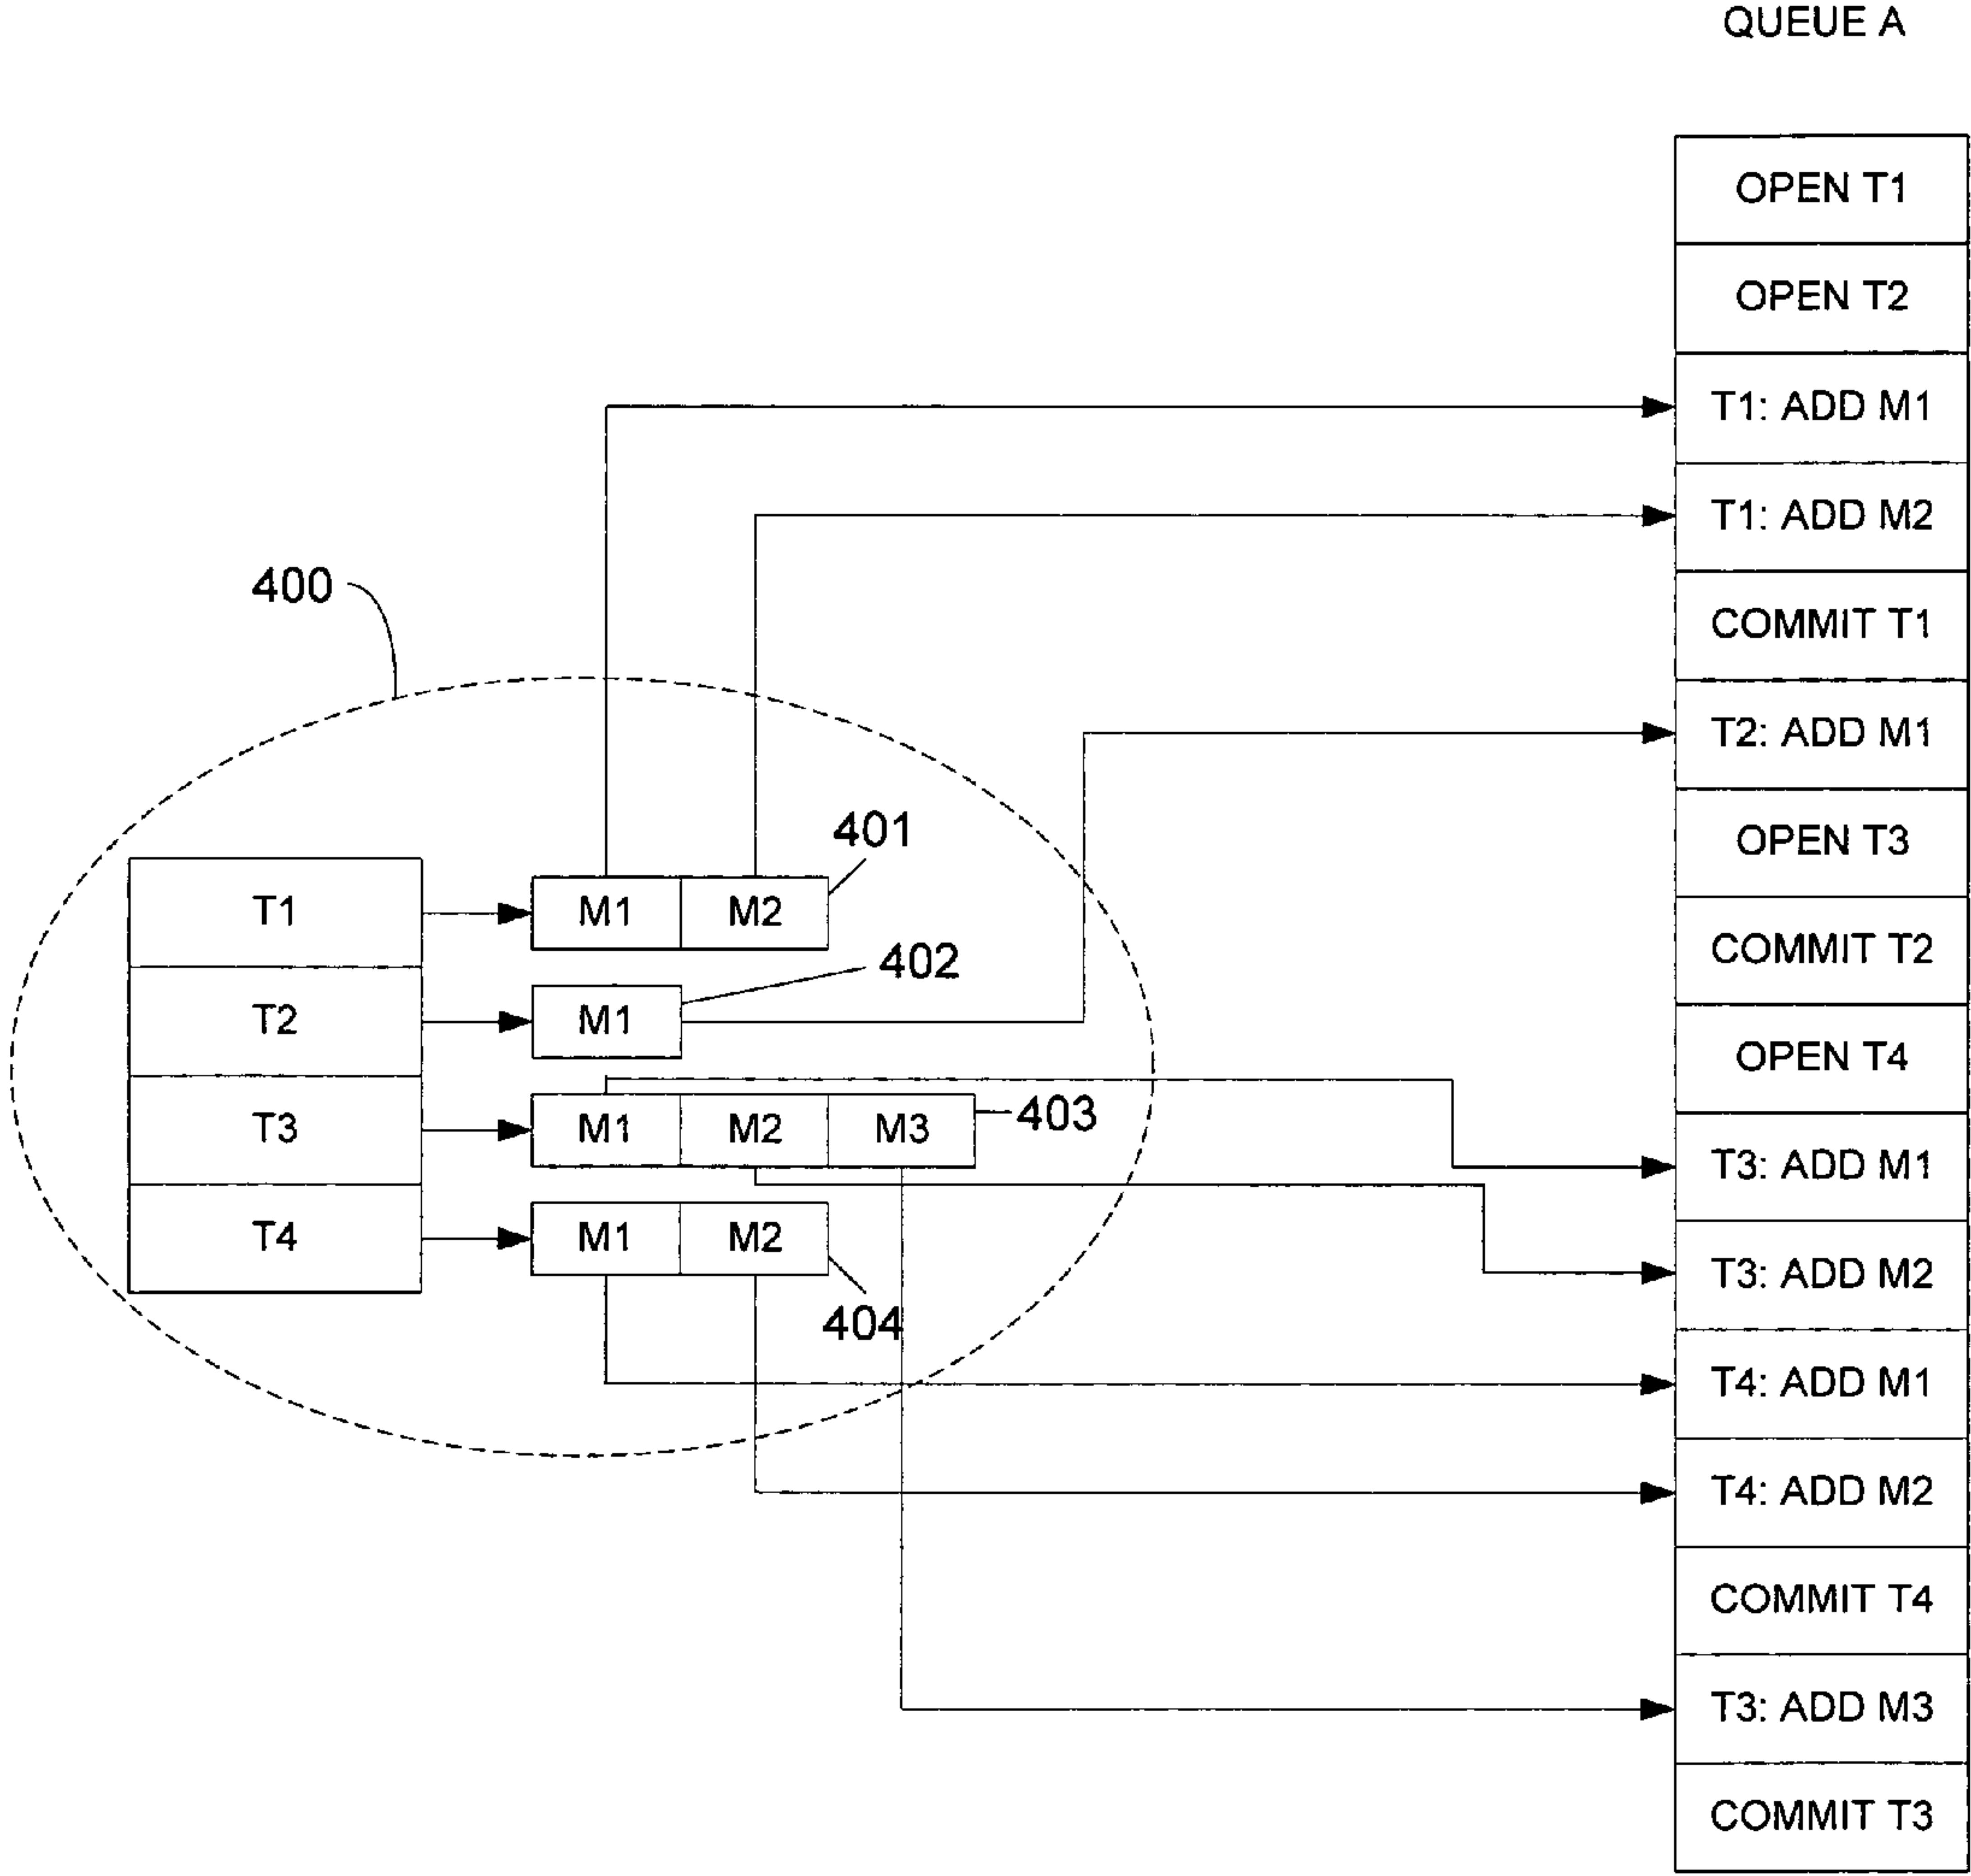 QUEUE A
OPEN T1
OPEN T2
T1: ADD M1
T1: ADD M2
COMMIT T1
T2: ADD M1
OPEN T3
COMMIT T2
OPEN T4
T3: ADD M1
T3: ADD M2
T4: ADD M1
T4: ADD M2
COMMIT T4
T3: ADD M3
COMMIT T3
400
401
T1 M1 M2
402
T2 M1
403
T3 M1 M2 M3
T4 M1 M2
404